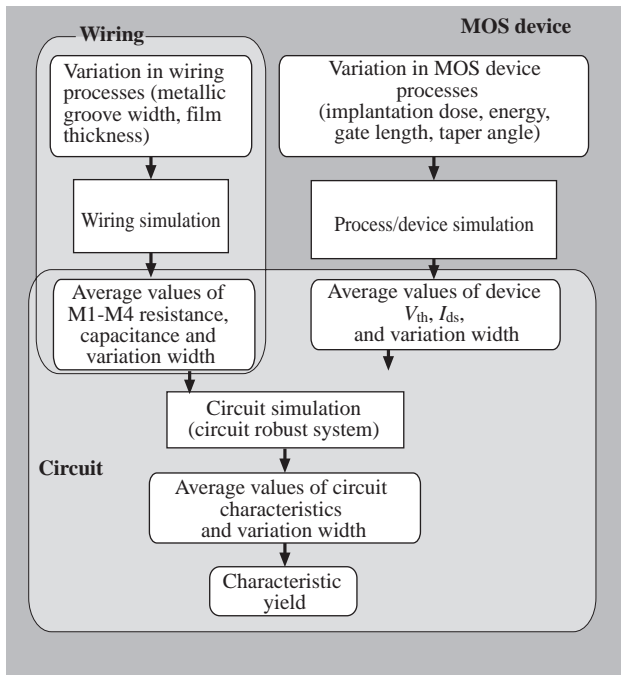 Wiring
MOS device
Variation in wiring
processes (metallic
groove width, film
thickness)
Variation in MOS device
processes
(implantation dose, energy,
gate length, taper angle)
Wiring simulation
Process/device simulation
Average values of
M1-M4 resistance,
capacitance and
variation width
Average values of device
Vth, Ids,
and variation width
Circuit simulation
(circuit robust system)
Circuit
Average values of circuit
characteristics
and variation width
Characteristic
yield